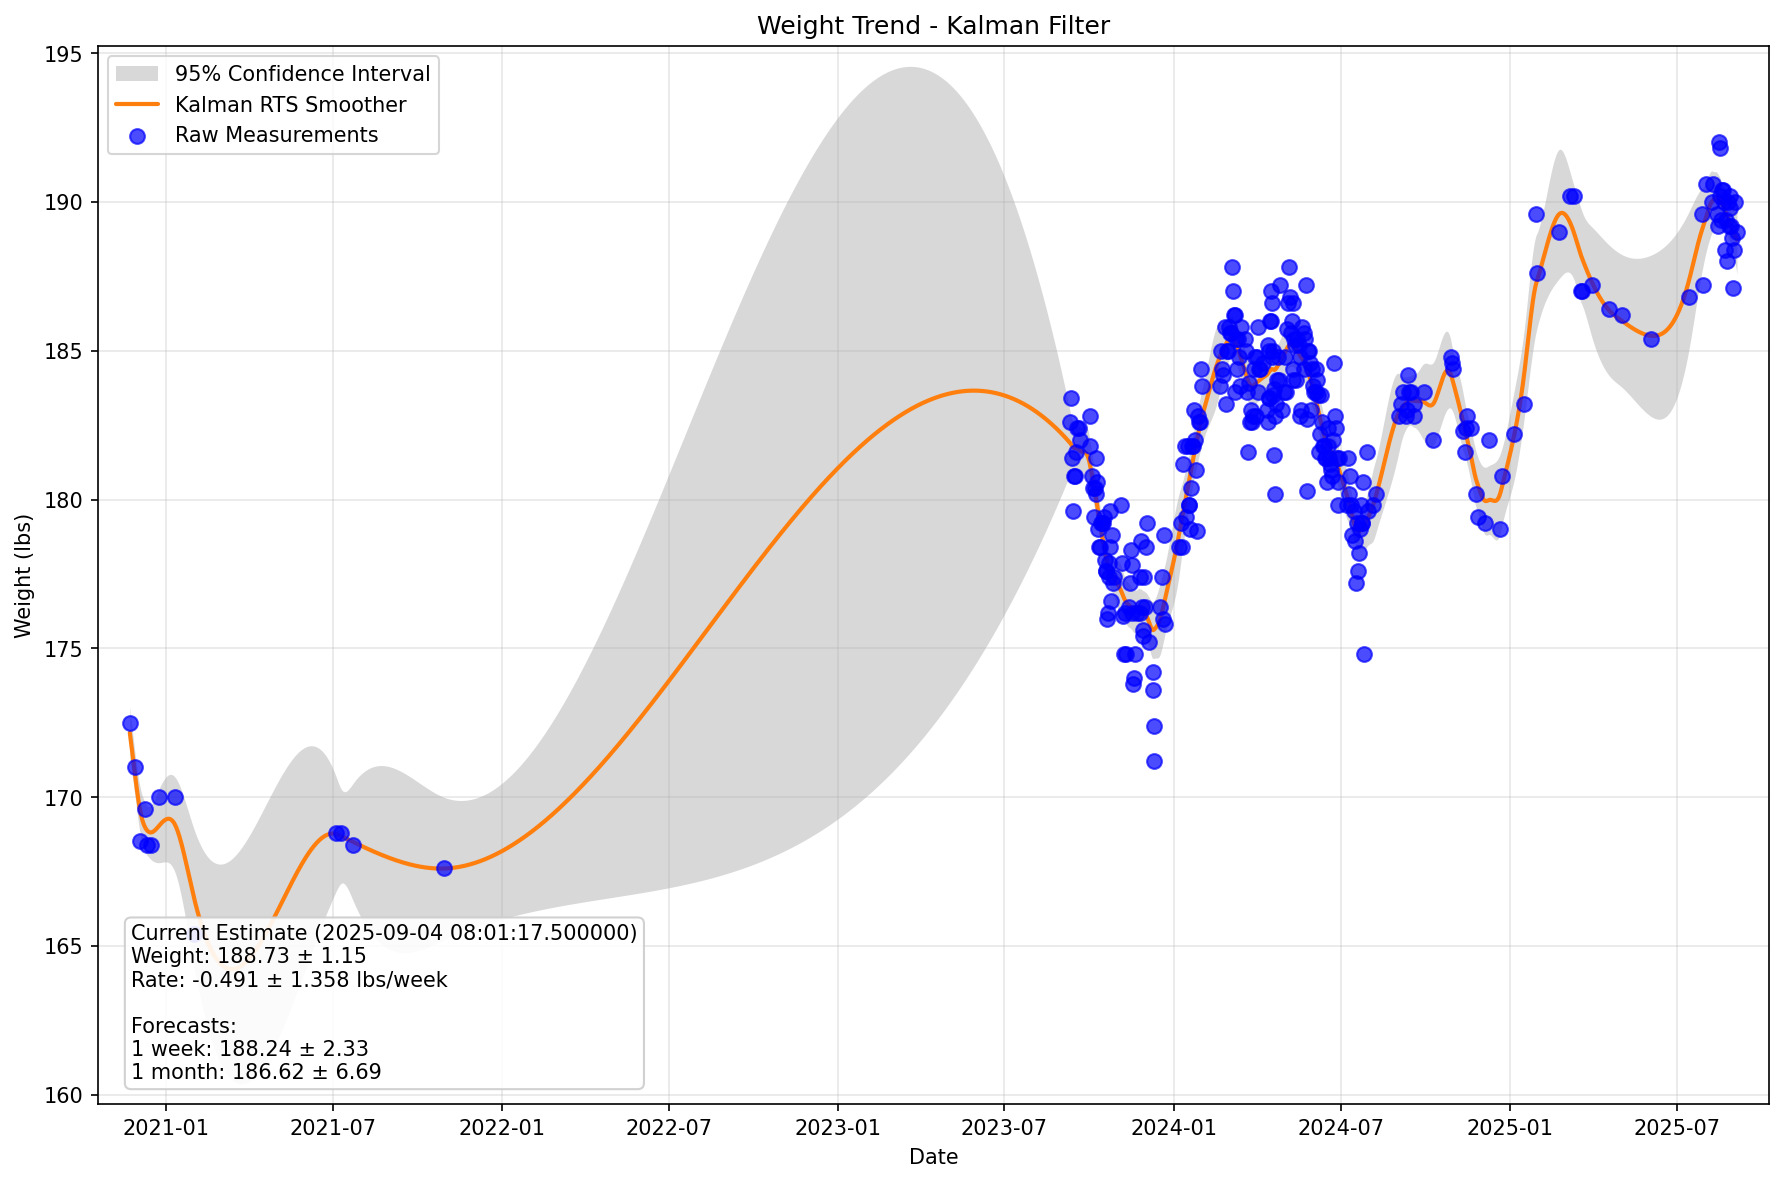 Weight Trend - Kalman Filter
95% Confidence Interval
Kalman RTS Smoother
Raw Measurements
Weight (lbs)
195
190
185
180
175
170
165
160
Current Estimate (2025-09-04 08:01:17.500000)
Weight: 188.73 ± 1.15
Rate: -0.491 ± 1.358 lbs/week
Forecasts:
1 week: 188.24 ± 2.33
1 month: 186.62 ± 6.69
2021-01 2021-07 2022-01 2022-07 2023-01 2023-07 2024-01 2024-07 2025-01 2025-07
Date